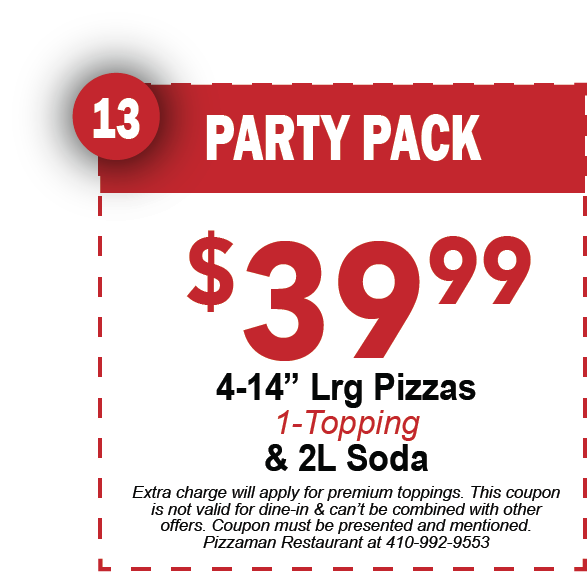 13
PARTY PACK
$39 99
4-14” Lrg Pizzas
1-Topping
& 2L Soda
Extra charge will apply for premium toppings. This coupon
is not valid for dine-in & can’t be combined with other
offers. Coupon must be presented and mentioned.
Pizzaman Restaurant at 410-992-9553